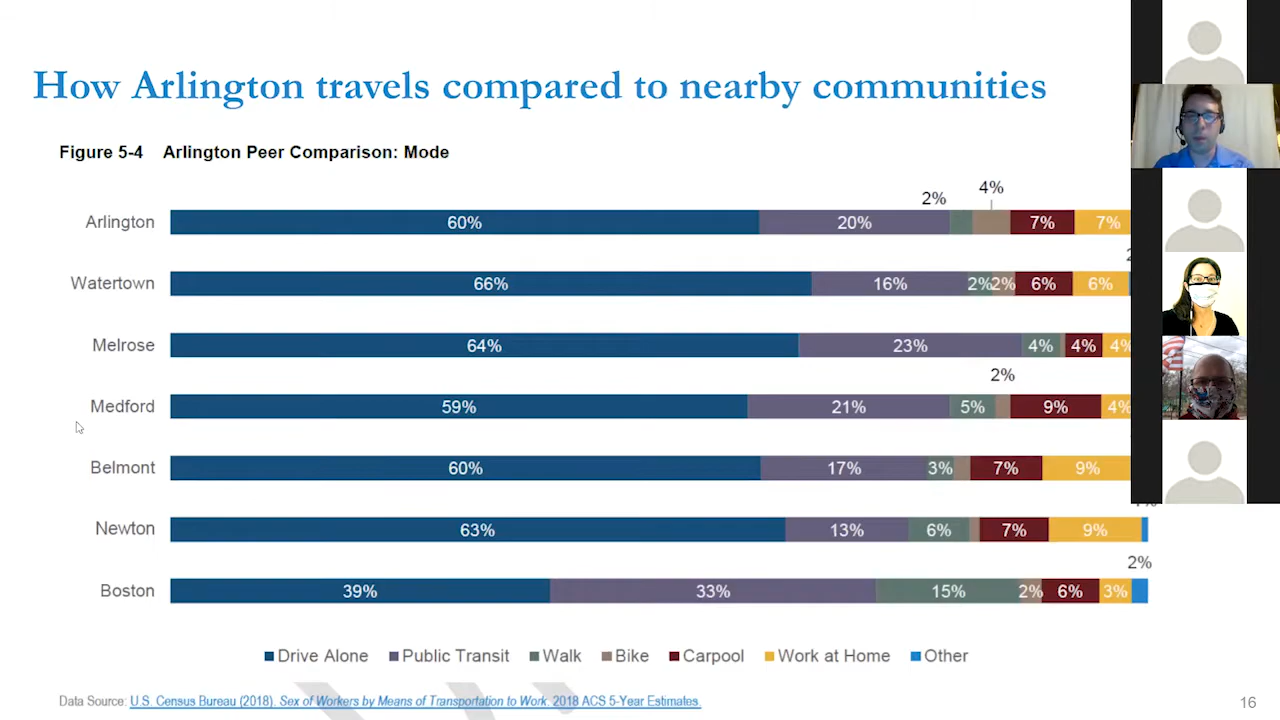 How Arlington travels compared to nearby communities
Figure 5-4 Arlington Peer Comparison: Mode
2% 4%
Arlington 60% 20% 7% 7%
Watertown 66% 16% 2% 2% 6% 6%
Melrose 64% 23% 4% 4% 4%
2%
Medford 59% 21% 5% 9% 4%
Belmont 60% 17% 3% 7% 9%
Newton 63% 13% 6% 7% 9%
2%
Boston 39% 33% 15% 2% 6% 3%
Drive Alone Public Transit Walk Bike Carpool Work at Home Other
Data Source: U.S. Census Bureau (2018). Sex of Workers by Means of Transportation to Work. 2018 ACS 5-Year Estimates.
16